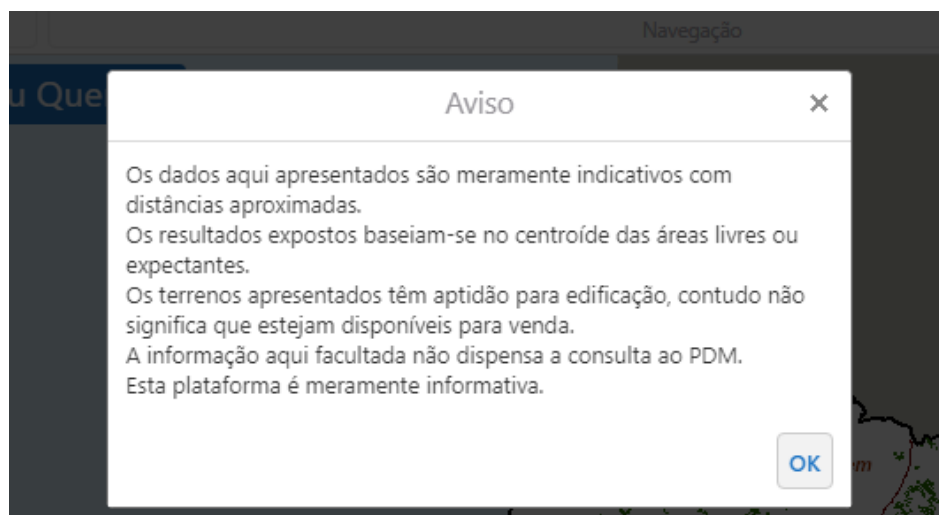 Navegação
u Que
Aviso
Os dados aqui apresentados são meramente indicativos com
distâncias aproximadas.
Os resultados expostos baseiam-se no centroíde das áreas livres ou
expectantes.
Os terrenos apresentados têm aptidão para edificação, contudo não
significa que estejam disponíveis para venda.
A informação aqui facultada não dispensa a consulta ao PDM.
Esta plataforma é meramente informativa.
OK
em